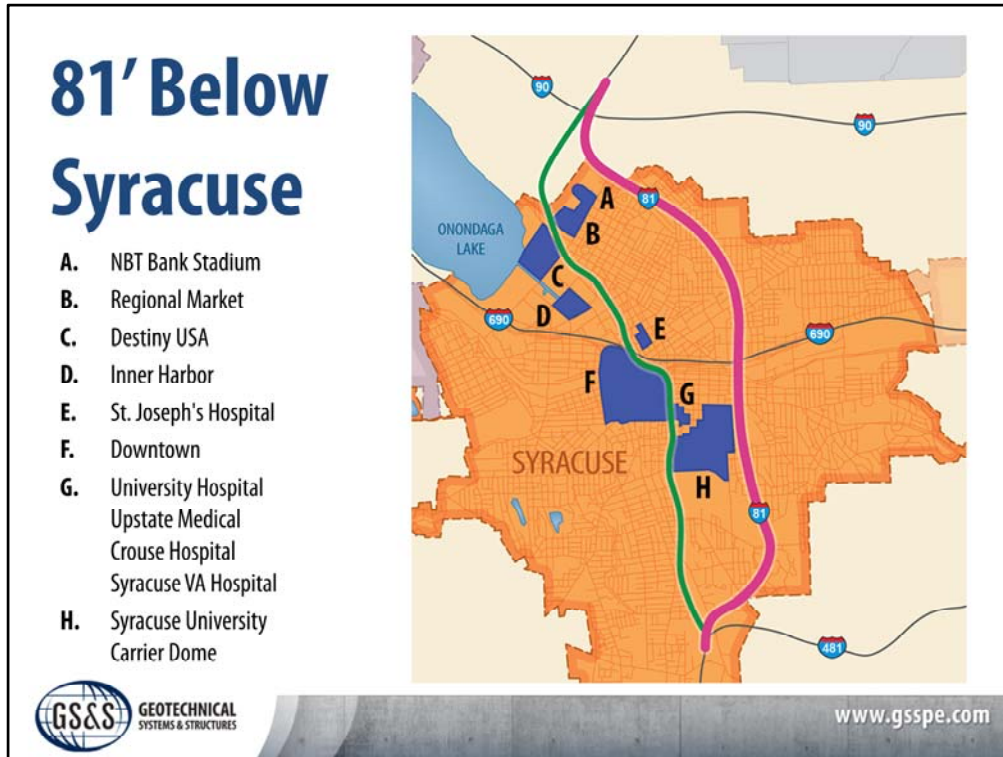 81' Below
Syracuse
A. NBT Bank Stadium
B. Regional Market
C. Destiny USA
D. Inner Harbor
E. St. Joseph's Hospital
F. Downtown
G. University Hospital
Upstate Medical
Crouse Hospital
Syracuse VA Hospital
H. Syracuse University
Carrier Dome
90
90
A
81
B
ONONDAGA
LAKE
C
D
690
E
690
F
G
SYRACUSE
H
81
481
GS&S GEOTECHNICAL
SYSTEMS & STRUCTURES
www.gsspe.com